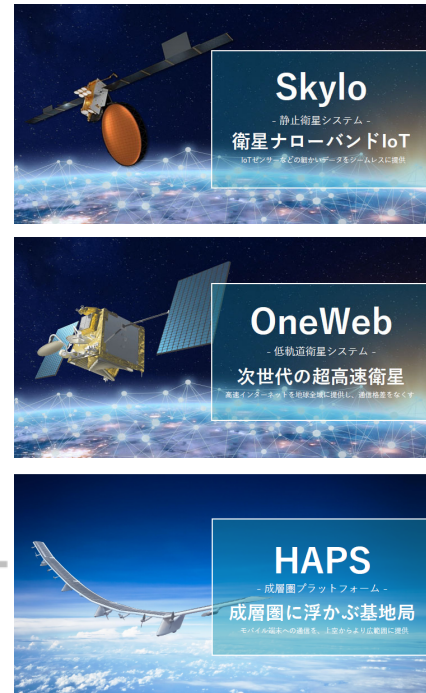 Skylo
- 静止衛星システム -
衛星ナローバンドIoT
IoTセンサーなどの細かいデータをシームレスに提供
OneWeb
- 低軌道衛星システム -
次世代の超高速衛星
高速インターネットを地球全域に提供し、通信格差をなくす
HAPS
- 成層圏プラットフォーム -
成層圏に浮かぶ基地局
モバイル端末への通信を、上空からより広範囲に提供